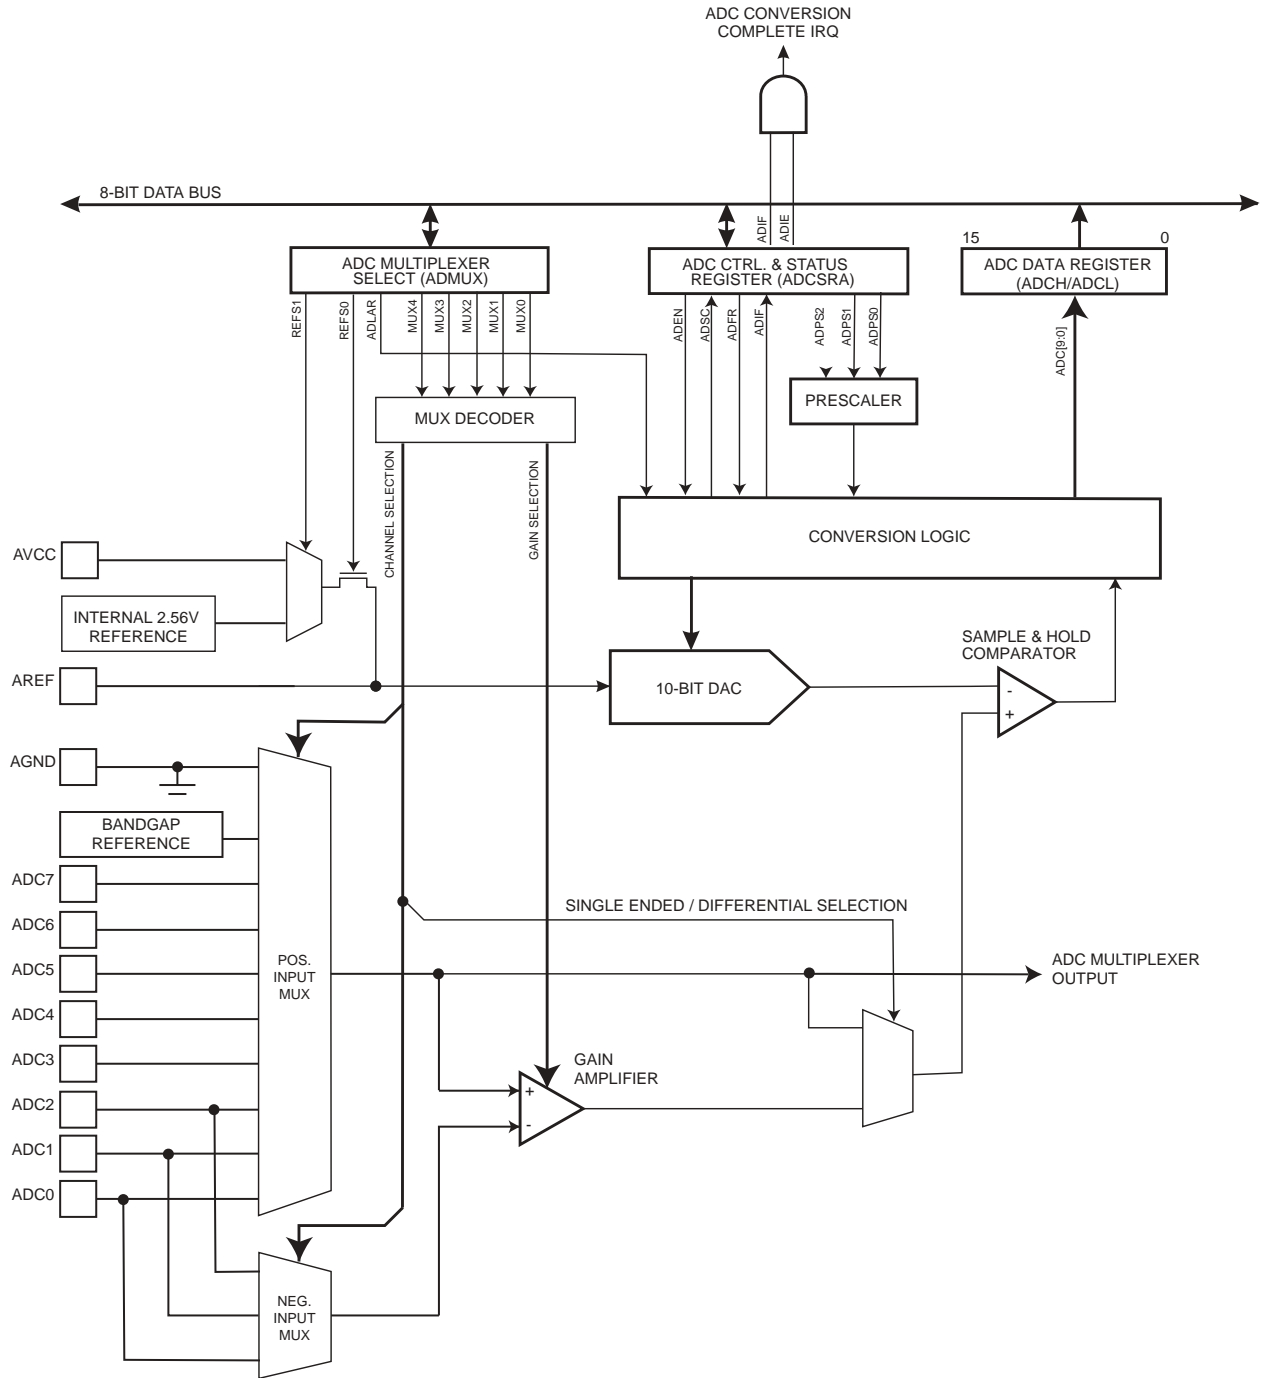 ADC CONVERSION
COMPLETE IRQ
8-BIT DATA BUS
ADIF
ADIE
15
0
ADC MULTIPLEXER
SELECT (ADMUX)
ADC CTRL. & STATUS
REGISTER (ADCSRA)
ADC DATA REGISTER
(ADCH/ADCL)
REFS1
REFS0
ADLAR
MUX4
MUX3
MUX2
MUX1
MUX0
ADEN
ADSC
ADFR
ADIF
ADPS2
ADPS1
ADPS0
ADC[9:0]
MUX DECODER
PRESCALER
CHANNEL SELECTION
GAIN SELECTION
CONVERSION LOGIC
AVCC
INTERNAL 2.56V
REFERENCE
SAMPLE & HOLD
COMPARATOR
AREF
10-BIT DAC
-
+
AGND
BANDGAP
REFERENCE
ADC7
SINGLE ENDED / DIFFERENTIAL SELECTION
ADC6
ADC5
POS.
INPUT
MUX
ADC MULTIPLEXER
OUTPUT
ADC4
ADC3
GAIN
AMPLIFIER
+
-
ADC2
ADC1
ADC0
NEG.
INPUT
MUX